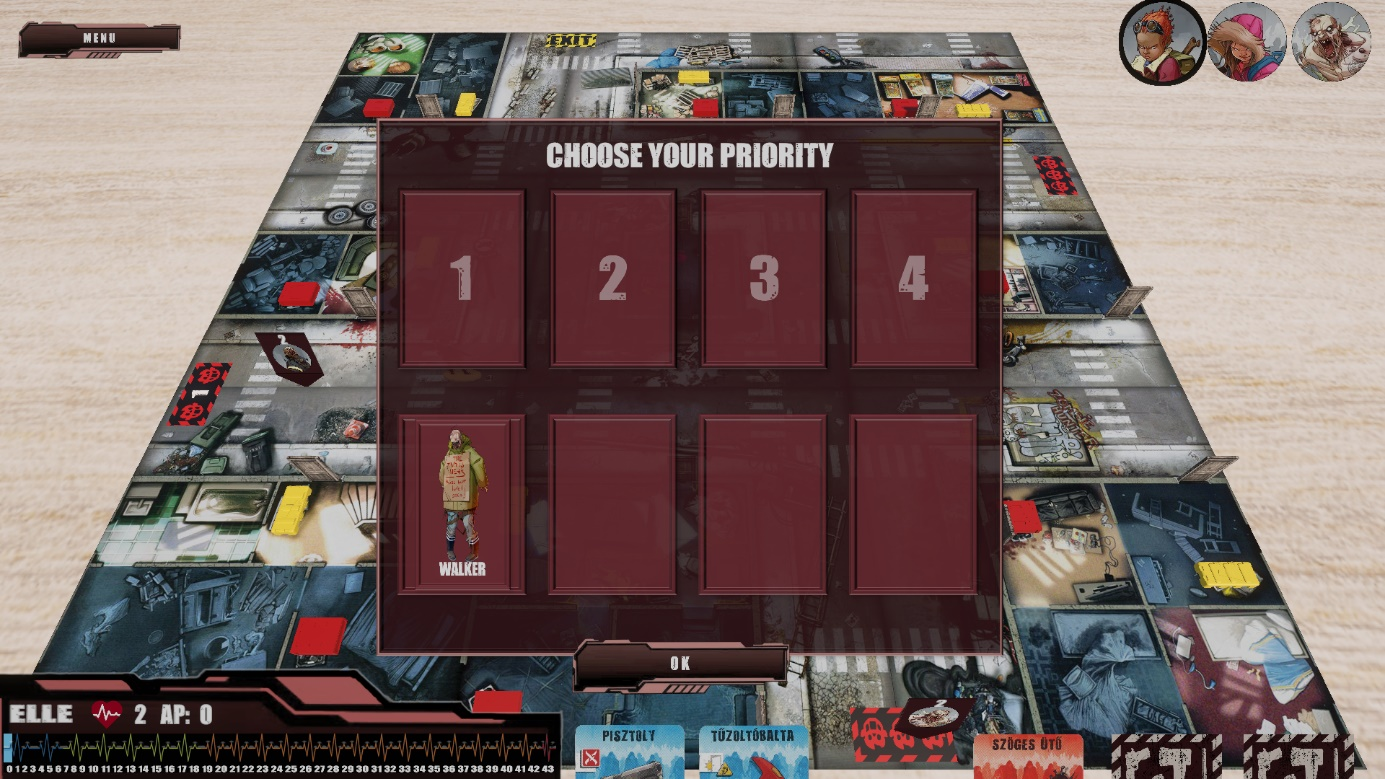 MENU
EXIT
CHOOSE YOUR PRIORITY
1
2
3
4
WALKER
OK
ELLE 2 AP: 0
0 1 2 3 4 5 6 7 8 9 10 11 12 13 14 15 16 17 18 19 20 21 22 23 24 25 26 27 28 29 30 31 32 33 34 35 36 37 38 39 40 41 42 43
PISZTOLY
TŰZOLTÓBALTA
SZÖGES ÜTŐ